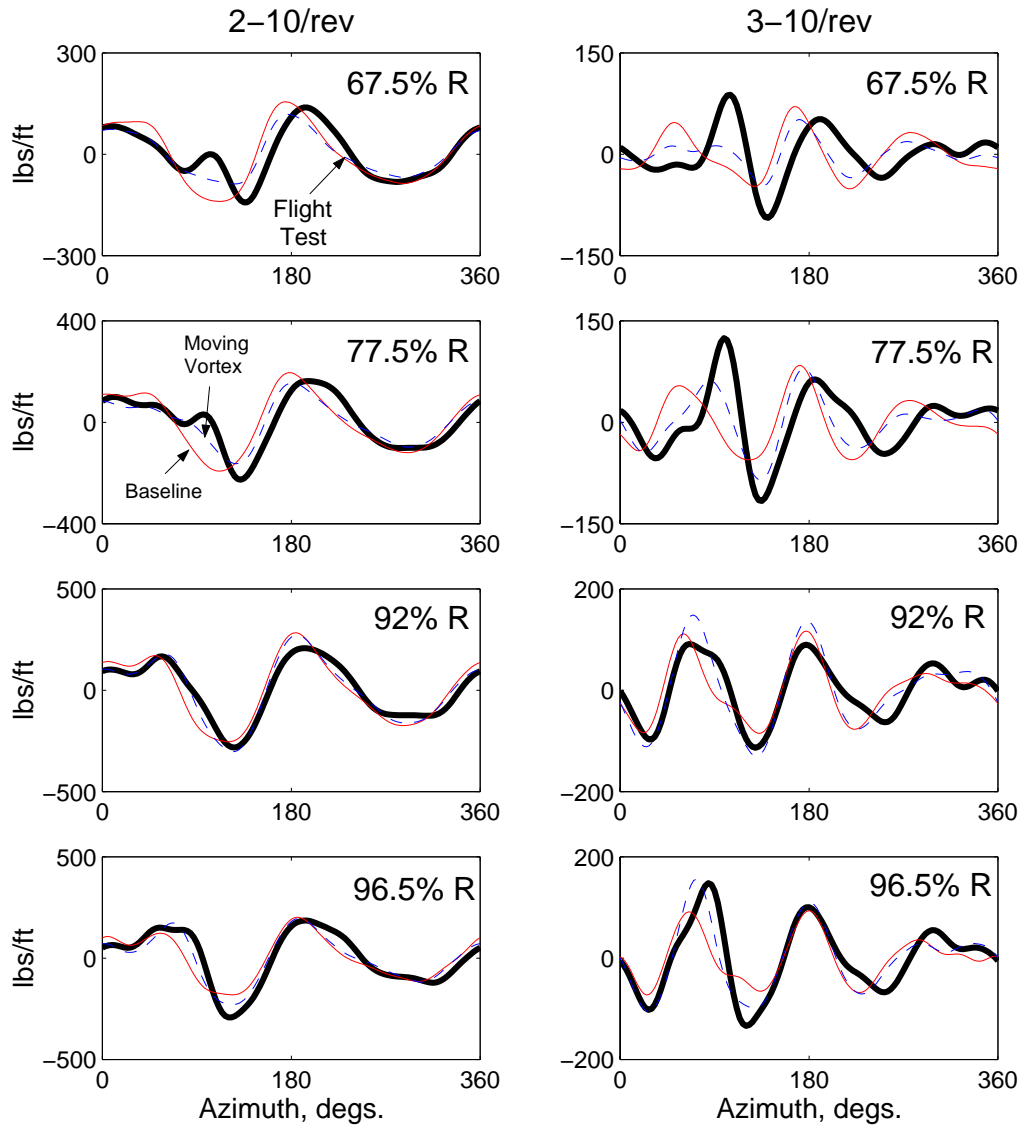 2−10/rev
3−10/rev
300
0
−300
lbs/ft
67.5% R
Flight
Test
0
180
360
150
0
−150
67.5% R
0
180
360
400
0
−400
lbs/ft
77.5% R
Moving
Vortex
Baseline
0
180
360
150
0
−150
77.5% R
0
180
360
500
0
−500
lbs/ft
92% R
0
180
360
200
0
−200
92% R
0
180
360
500
0
−500
lbs/ft
96.5% R
0
180
360
Azimuth, degs.
200
0
−200
96.5% R
0
180
360
Azimuth, degs.